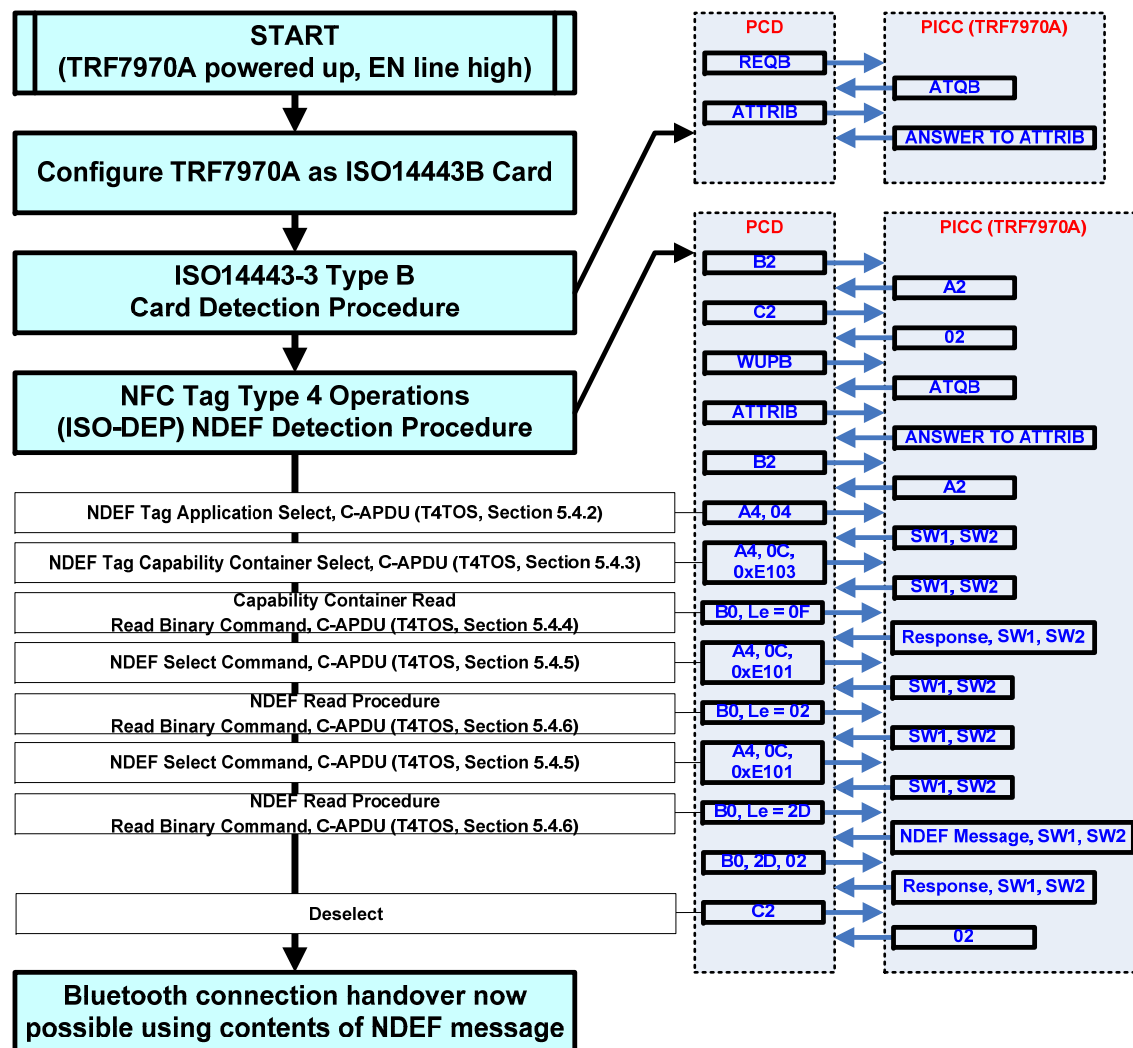 START
(TRF7970A powered up, EN line high)
Configure TRF7970A as ISO14443B Card
ISO14443-3 Type B
Card Detection Procedure
NFC Tag Type 4 Operations
(ISO-DEP) NDEF Detection Procedure
NDEF Tag Application Select, C-APDU (T4TOS, Section 5.4.2)
NDEF Tag Capability Container Select, C-APDU (T4TOS, Section 5.4.3)
Capability Container Read
Read Binary Command, C-APDU (T4TOS, Section 5.4.4)
NDEF Select Command, C-APDU (T4TOS, Section 5.4.5)
NDEF Read Procedure
Read Binary Command, C-APDU (T4TOS, Section 5.4.6)
NDEF Select Command, C-APDU (T4TOS, Section 5.4.5)
NDEF Read Procedure
Read Binary Command, C-APDU (T4TOS, Section 5.4.6)
Deselect
Bluetooth connection handover now
possible using contents of NDEF message
PCD
PICC (TRF7970A)
REQB
ATQB
ATTRIB
ANSWER TO ATTRIB
PCD
PICC (TRF7970A)
B2
A2
C2
02
WUPB
ATQB
ATTRIB
ANSWER TO ATTRIB
B2
A2
A4, 04
SW1, SW2
A4, 0C,
0xE103
SW1, SW2
B0, Le = 0F
Response, SW1, SW2
A4, 0C,
0xE101
SW1, SW2
B0, Le = 02
SW1, SW2
A4, 0C,
0xE101
SW1, SW2
B0, Le = 2D
NDEF Message, SW1, SW2
B0, 2D, 02
Response, SW1, SW2
C2
02